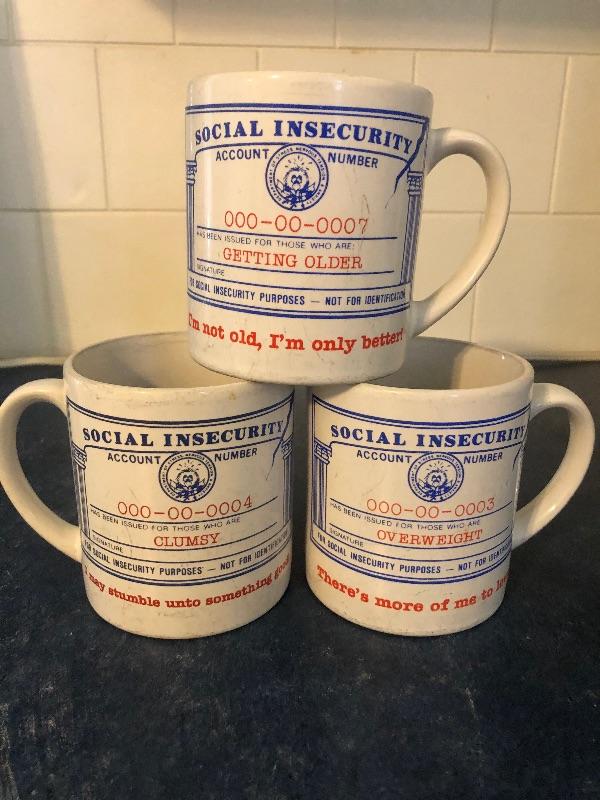 SOCIAL INSECURITY
ACCOUNT NUMBER
000-00-0007
HAS BEEN ISSUED FOR THOSE WHO ARE:
GETTING OLDER
SIGNATURE
FOR SOCIAL INSECURITY PURPOSES — NOT FOR IDENTIFICATION
I'm not old, I'm only better!
SOCIAL INSECURITY
ACCOUNT NUMBER
000-00-0004
HAS BEEN ISSUED FOR THOSE WHO ARE
CLUMSY
SIGNATURE
FOR SOCIAL INSECURITY PURPOSES — NOT FOR
I may stumble unto something good
SOCIAL INSECURITY
ACCOUNT NUMBER
000-00-0003
HAS BEEN ISSUED FOR THOSE WHO ARE
OVERWEIGHT
SIGNATURE
FOR SOCIAL INSECURITY PURPOSES — NOT FOR
There's more of me to